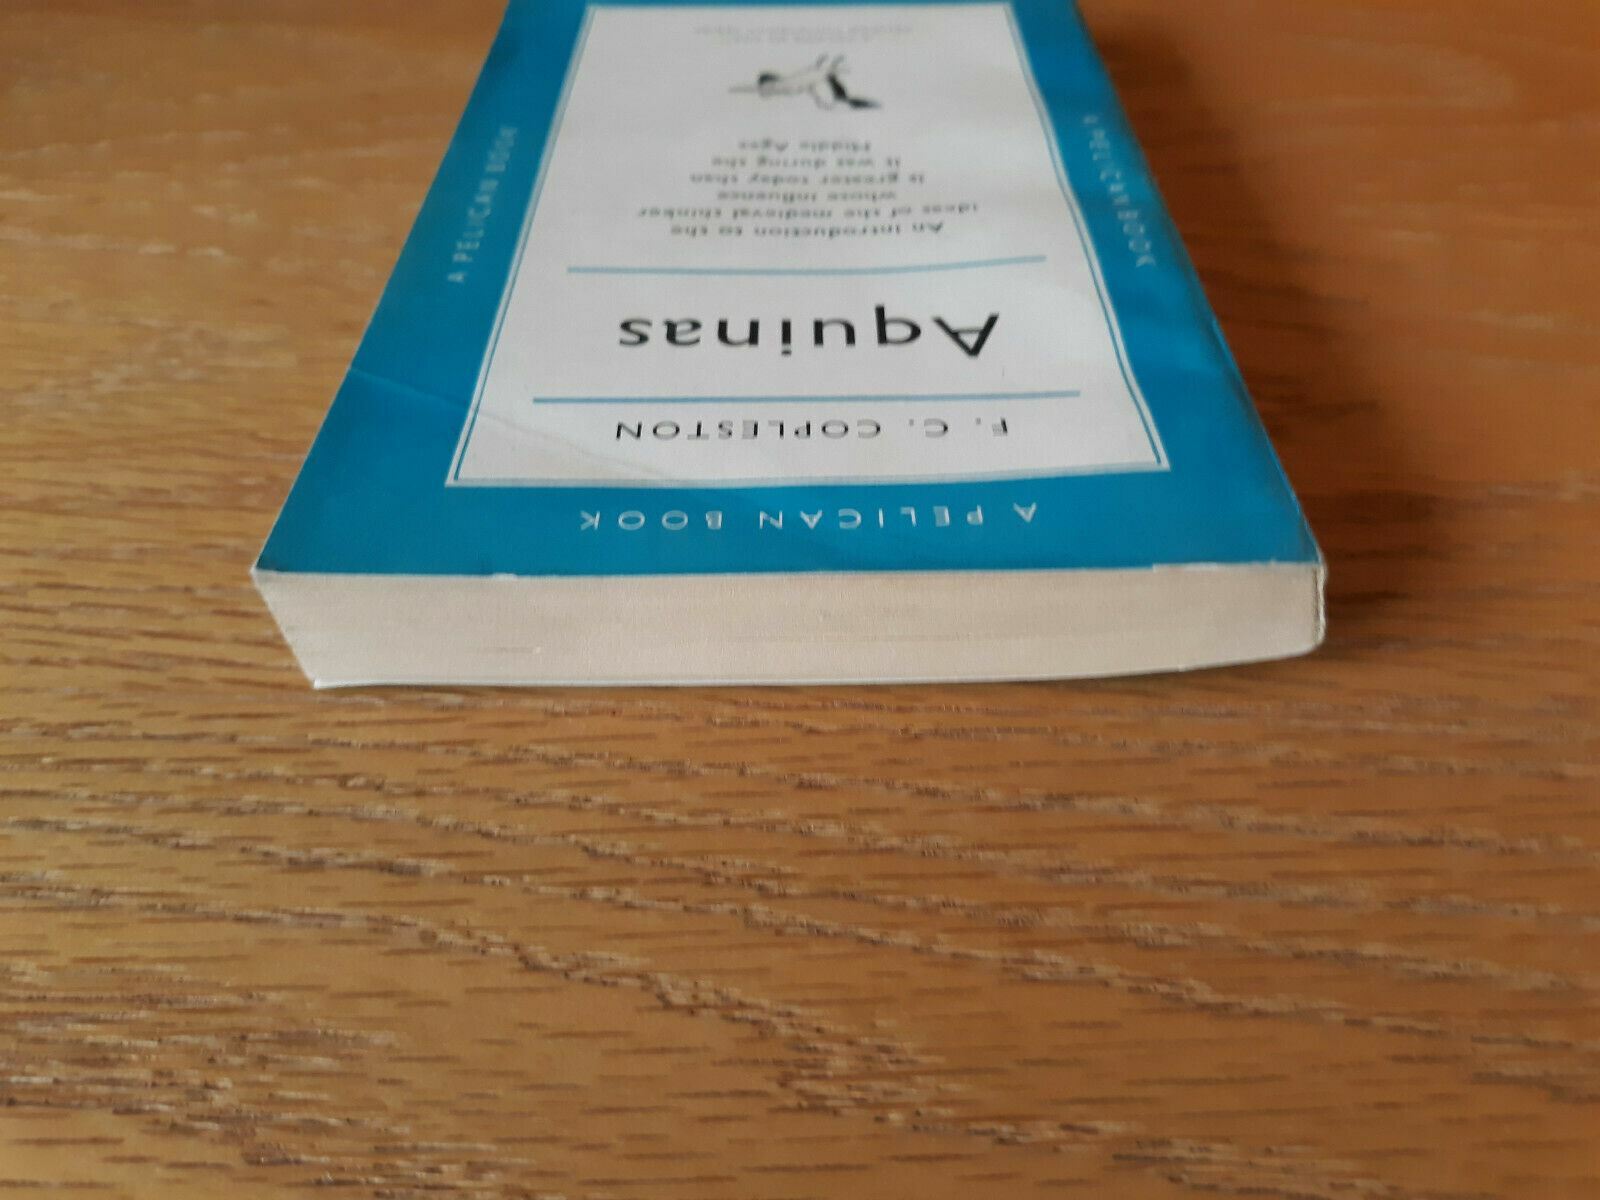 A PELICAN BOOK
F. C. COPLESTON
Aquinas
An introduction to the
ideas of the medieval thinker
whose influence
is greater today than
it was during the
Middle Ages
A PELICAN BOOK
A PELICAN BOOK